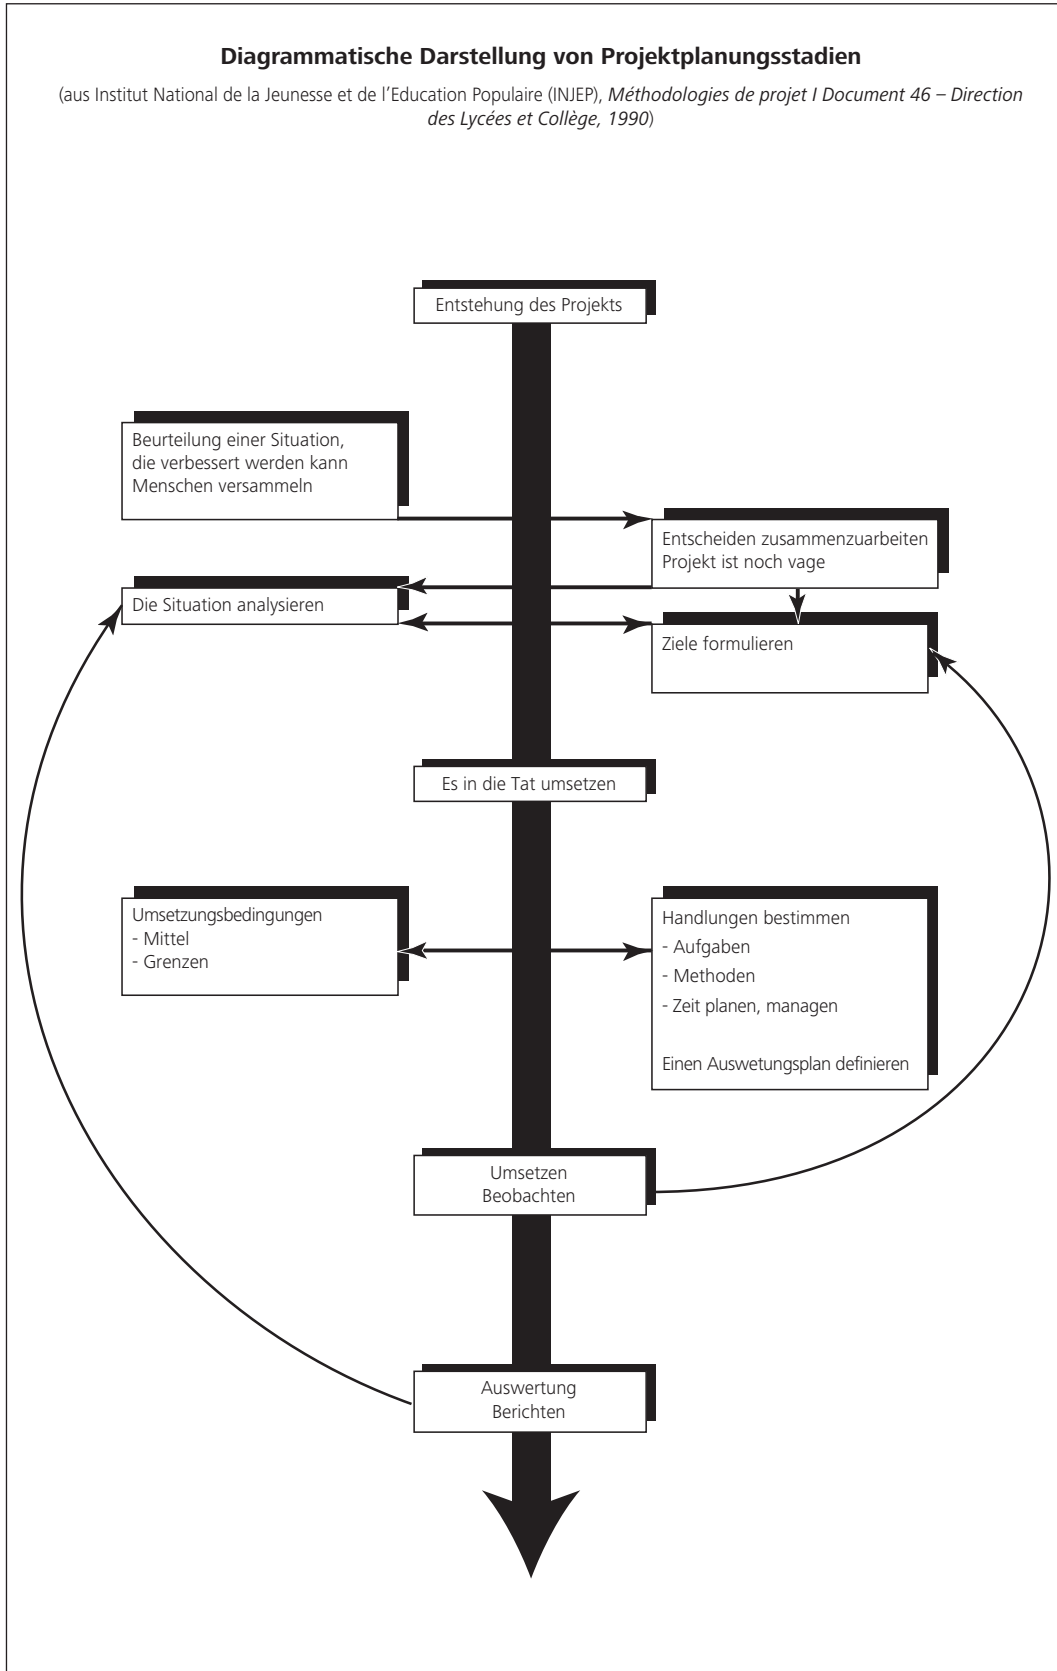 Diagrammatische Darstellung von Projektplanungsstadien
(aus Institut National de la Jeunesse et de l'Education Populaire (INJEP), Méthodologies de projet I Document 46 – Direction
des Lycées et Collège, 1990)
Entstehung des Projekts
Beurteilung einer Situation,
die verbessert werden kann
Menschen versammeln
Entscheiden zusammenzuarbeiten
Projekt ist noch vage
Die Situation analysieren
Ziele formulieren
Es in die Tat umsetzen
Umsetzungsbedingungen
- Mittel
- Grenzen
Handlungen bestimmen
- Aufgaben
- Methoden
- Zeit planen, managen
Einen Auswetungsplan definieren
Umsetzen
Beobachten
Auswertung
Berichten